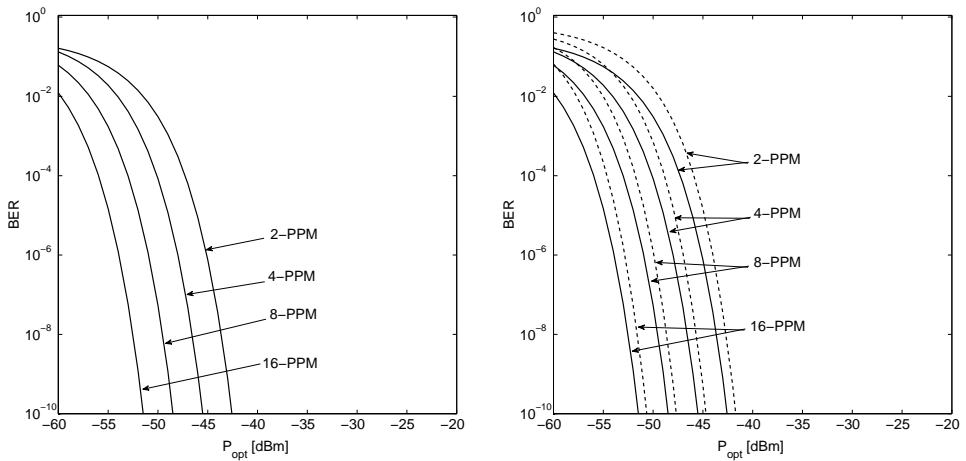 10^0
10^−2
10^−4
10^−6
10^−8
10^−10
BER
−60 −55 −50 −45 −40 −35 −30 −25 −20
P_opt [dBm]
2−PPM
4−PPM
8−PPM
16−PPM
10^0
10^−2
10^−4
10^−6
10^−8
10^−10
BER
−60 −55 −50 −45 −40 −35 −30 −25 −20
P_opt [dBm]
2−PPM
4−PPM
8−PPM
16−PPM